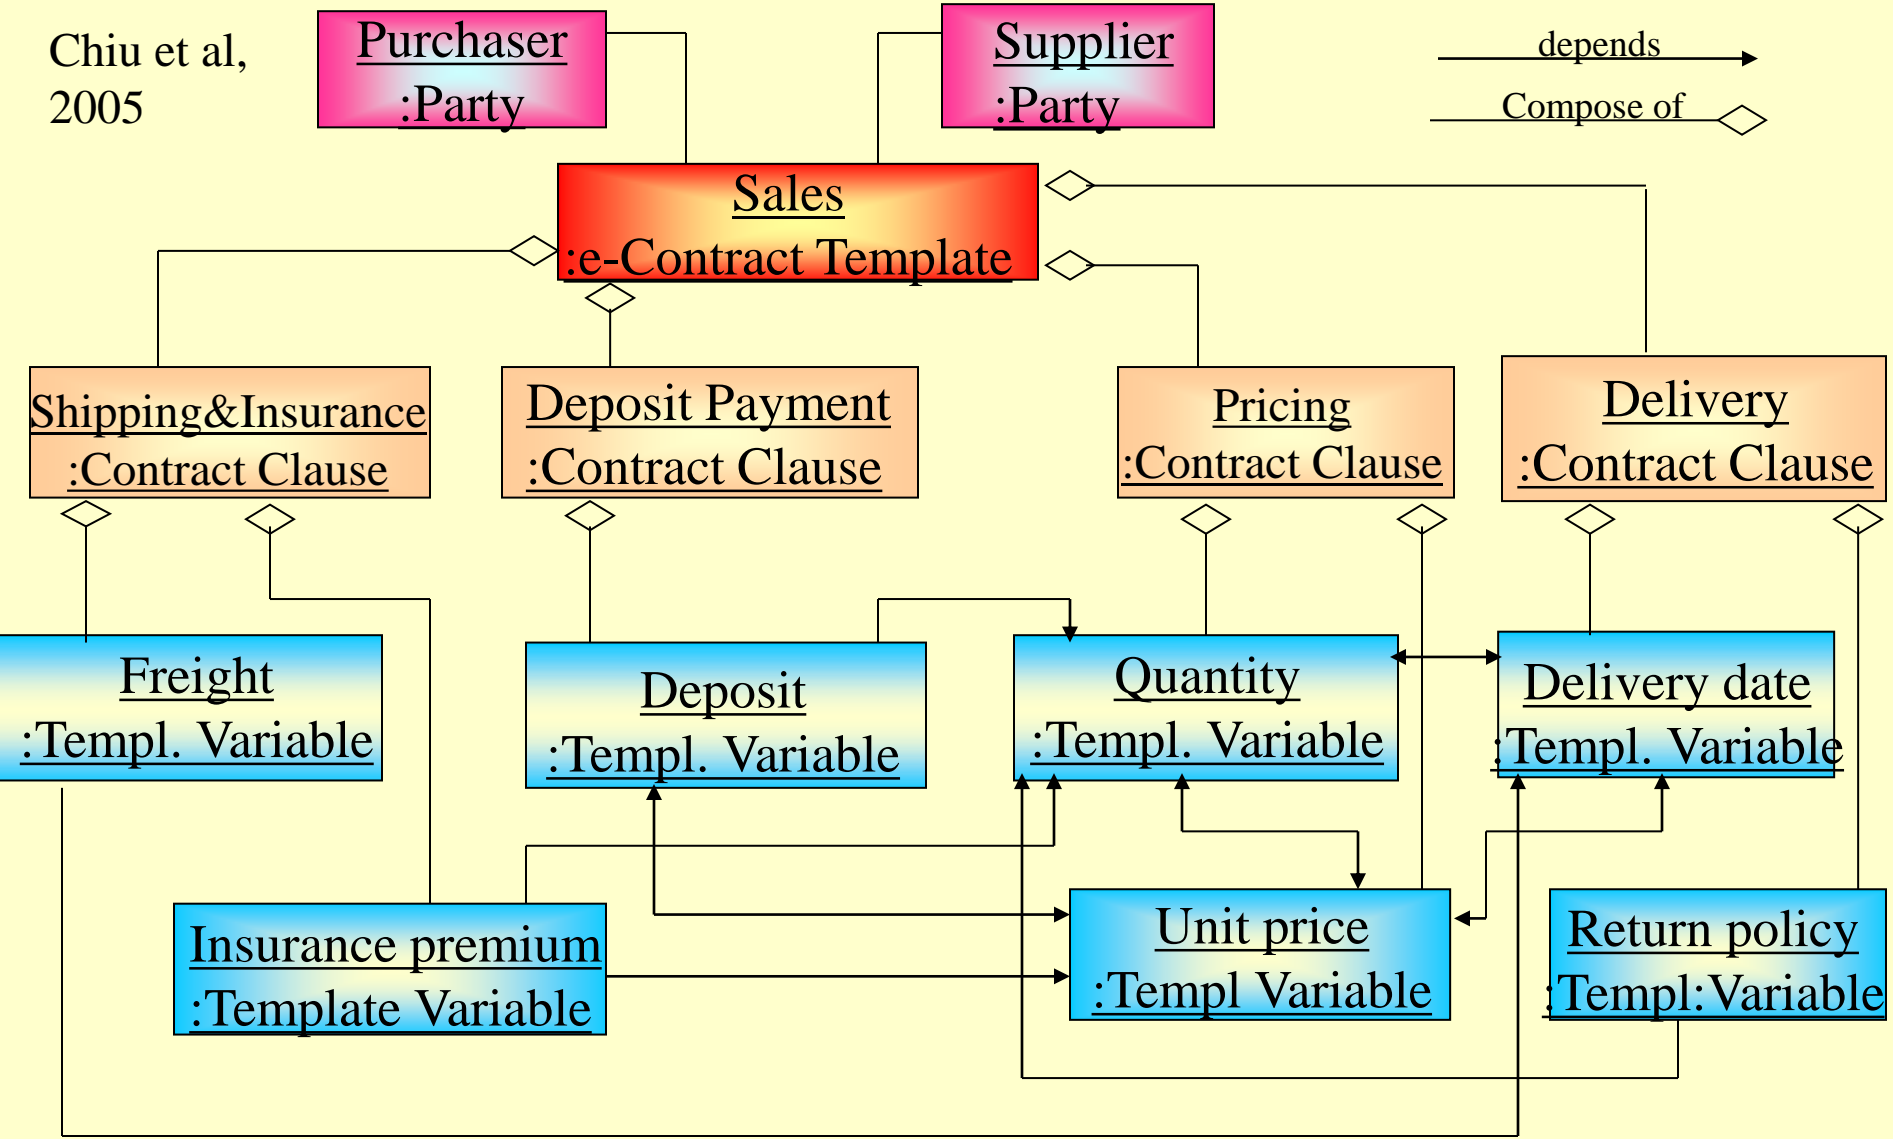 Chiu et al,
2005
Purchaser
:Party
Supplier
:Party
depends
Compose of
Sales
:e-Contract Template
Shipping&Insurance
:Contract Clause
Deposit Payment
:Contract Clause
Pricing
:Contract Clause
Delivery
:Contract Clause
Freight
:Templ. Variable
Deposit
:Templ. Variable
Quantity
:Templ. Variable
Delivery date
:Templ. Variable
Insurance premium
:Template Variable
Unit price
:Templ Variable
Return policy
:Templ:Variable